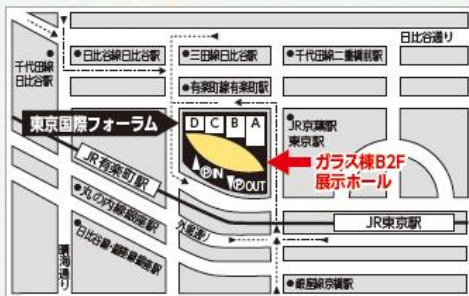 日比谷通り
●日比谷線日比谷駅
●三田線日比谷駅
●千代田線二重橋前駅
千代田線
日比谷駅
●有楽町線有楽町駅
東京国際フォーラム
D C B A
JR京葉線
東京駅
ガラス棟B2F
展示ホール
▲ⓅIN
▼ⓅOUT
JR有楽町駅
●丸の内線銀座駅
外堀通り
JR東京駅
●日比谷線・銀座線銀座駅
晴海通り
●銀座線京橋駅